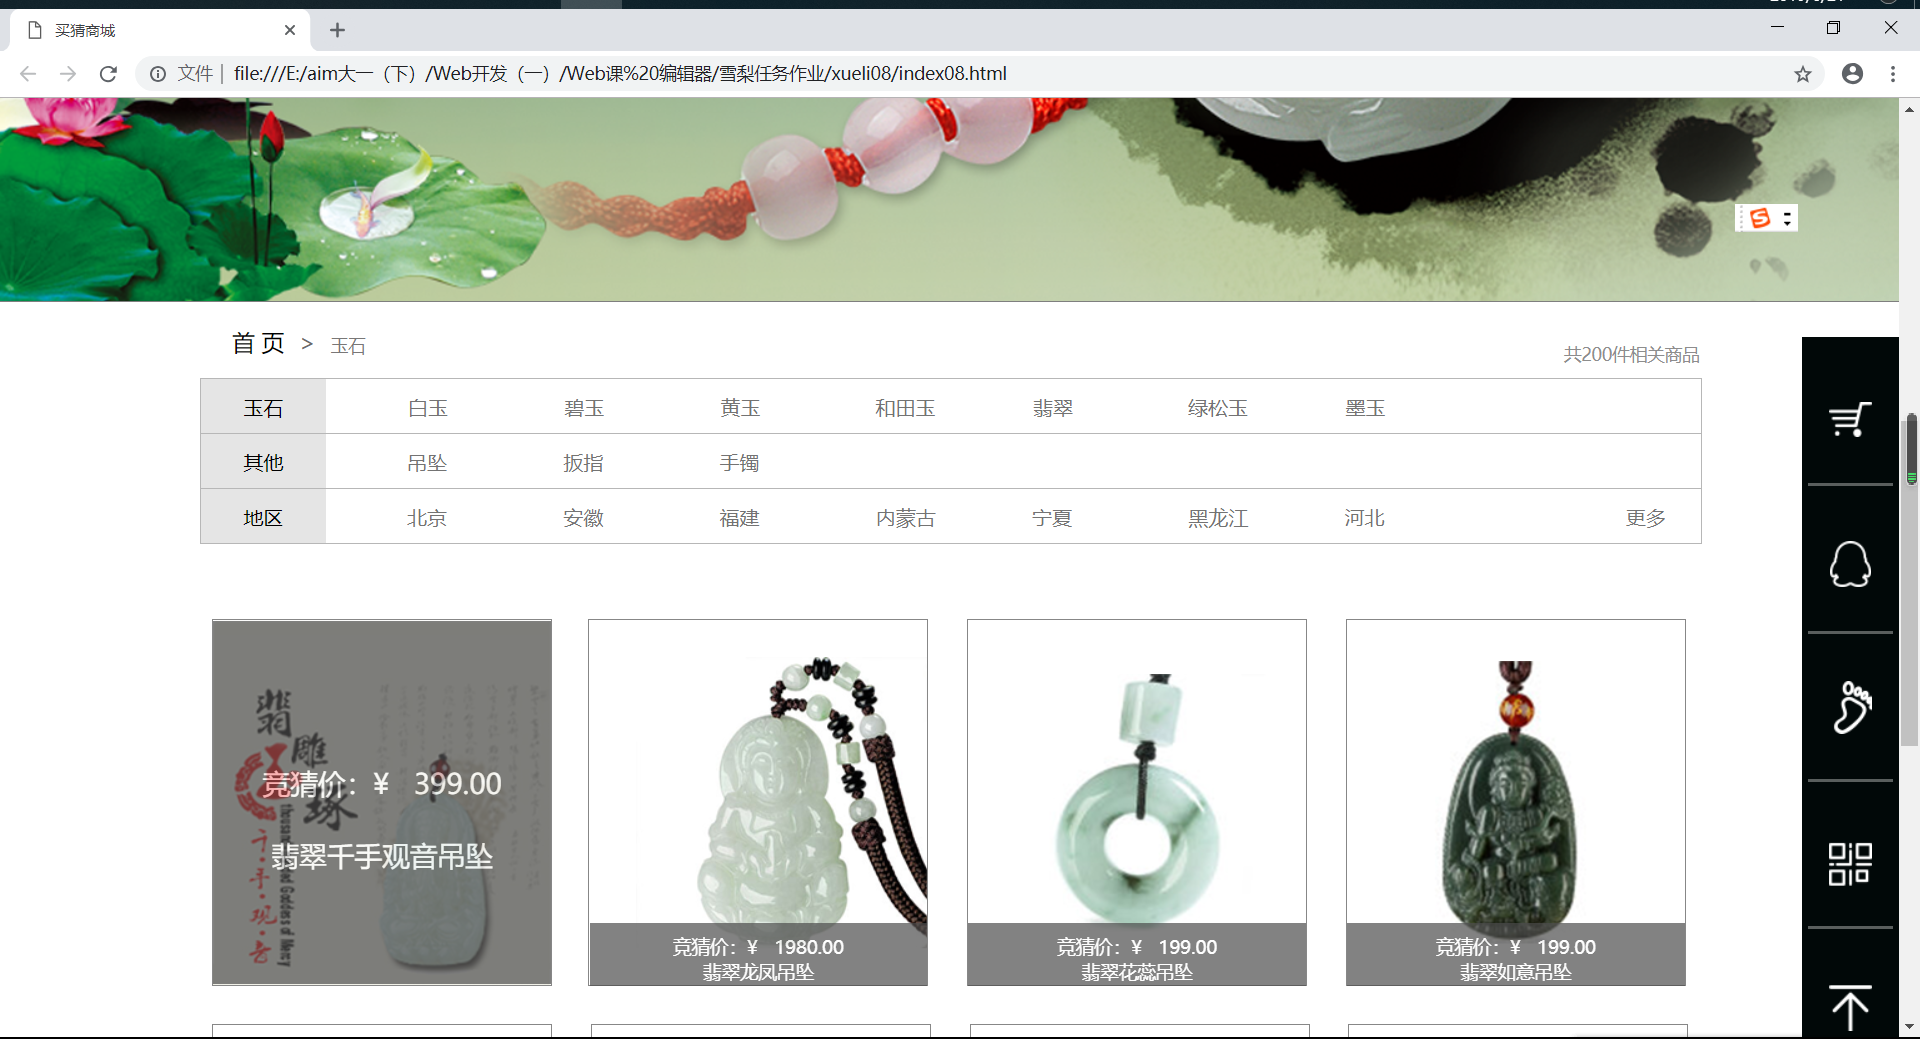 买猜商城
文件 | file:///E:/aim大一（下）/Web开发（一）/Web课%20编辑器/雪梨任务作业/xueli08/index08.html
首 页 > 玉石
共200件相关商品
玉石 白玉 碧玉 黄玉 和田玉 翡翠 绿松玉 墨玉
其他 吊坠 扳指 手镯
地区 北京 安徽 福建 内蒙古 宁夏 黑龙江 河北 更多
翡
雕
琢
竞猜价：¥ 399.00
翡翠千手观音吊坠
千·手·观·音
竞猜价：¥ 1980.00
翡翠龙凤吊坠
竞猜价：¥ 199.00
翡翠花蕊吊坠
竞猜价：¥ 199.00
翡翠如意吊坠